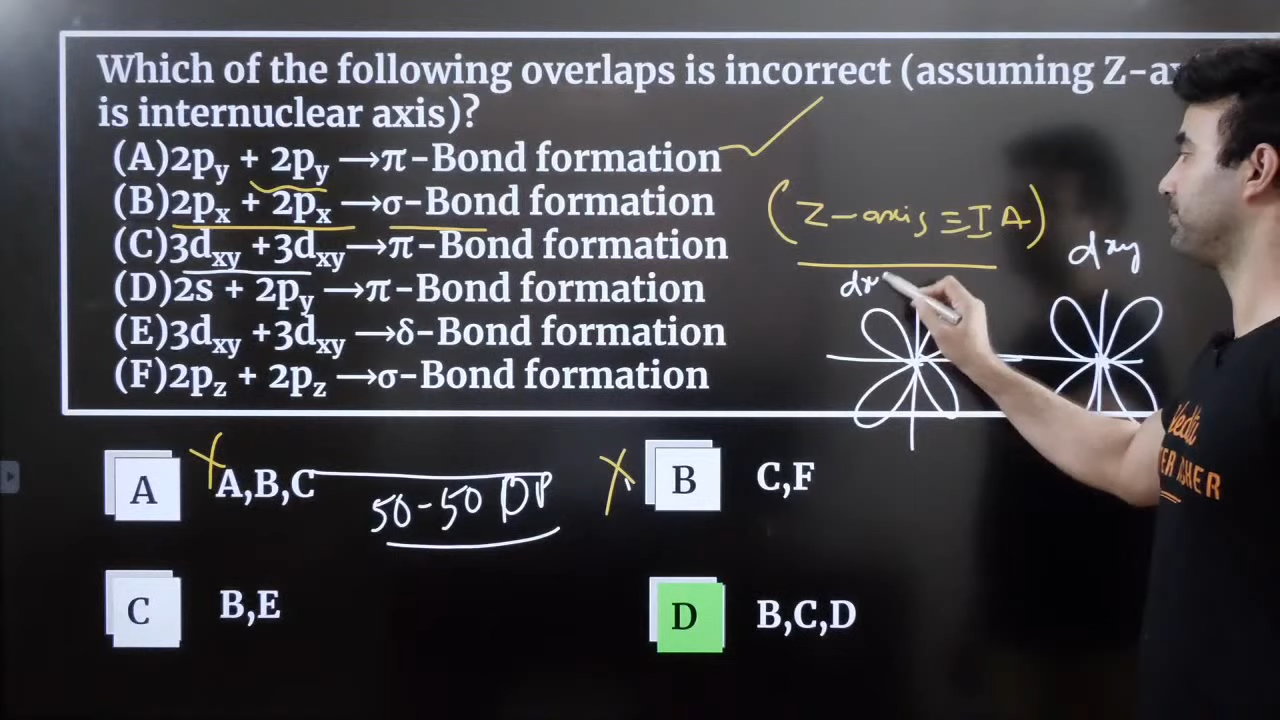 Which of the following overlaps is incorrect (assuming Z-ax
is internuclear axis)?
(A)2py + 2py ⟶π-Bond formation
(B)2px + 2px ⟶σ-Bond formation
(C)3dxy +3dxy⟶π-Bond formation
(D)2s + 2py ⟶π-Bond formation
(E)3dxy +3dxy ⟶δ-Bond formation
(F)2pz + 2pz ⟶σ-Bond formation
(Z-axis ≡ I A)
dxy
dx
A
A,B,C
B
C,F
50-50
C
B,E
D
B,C,D